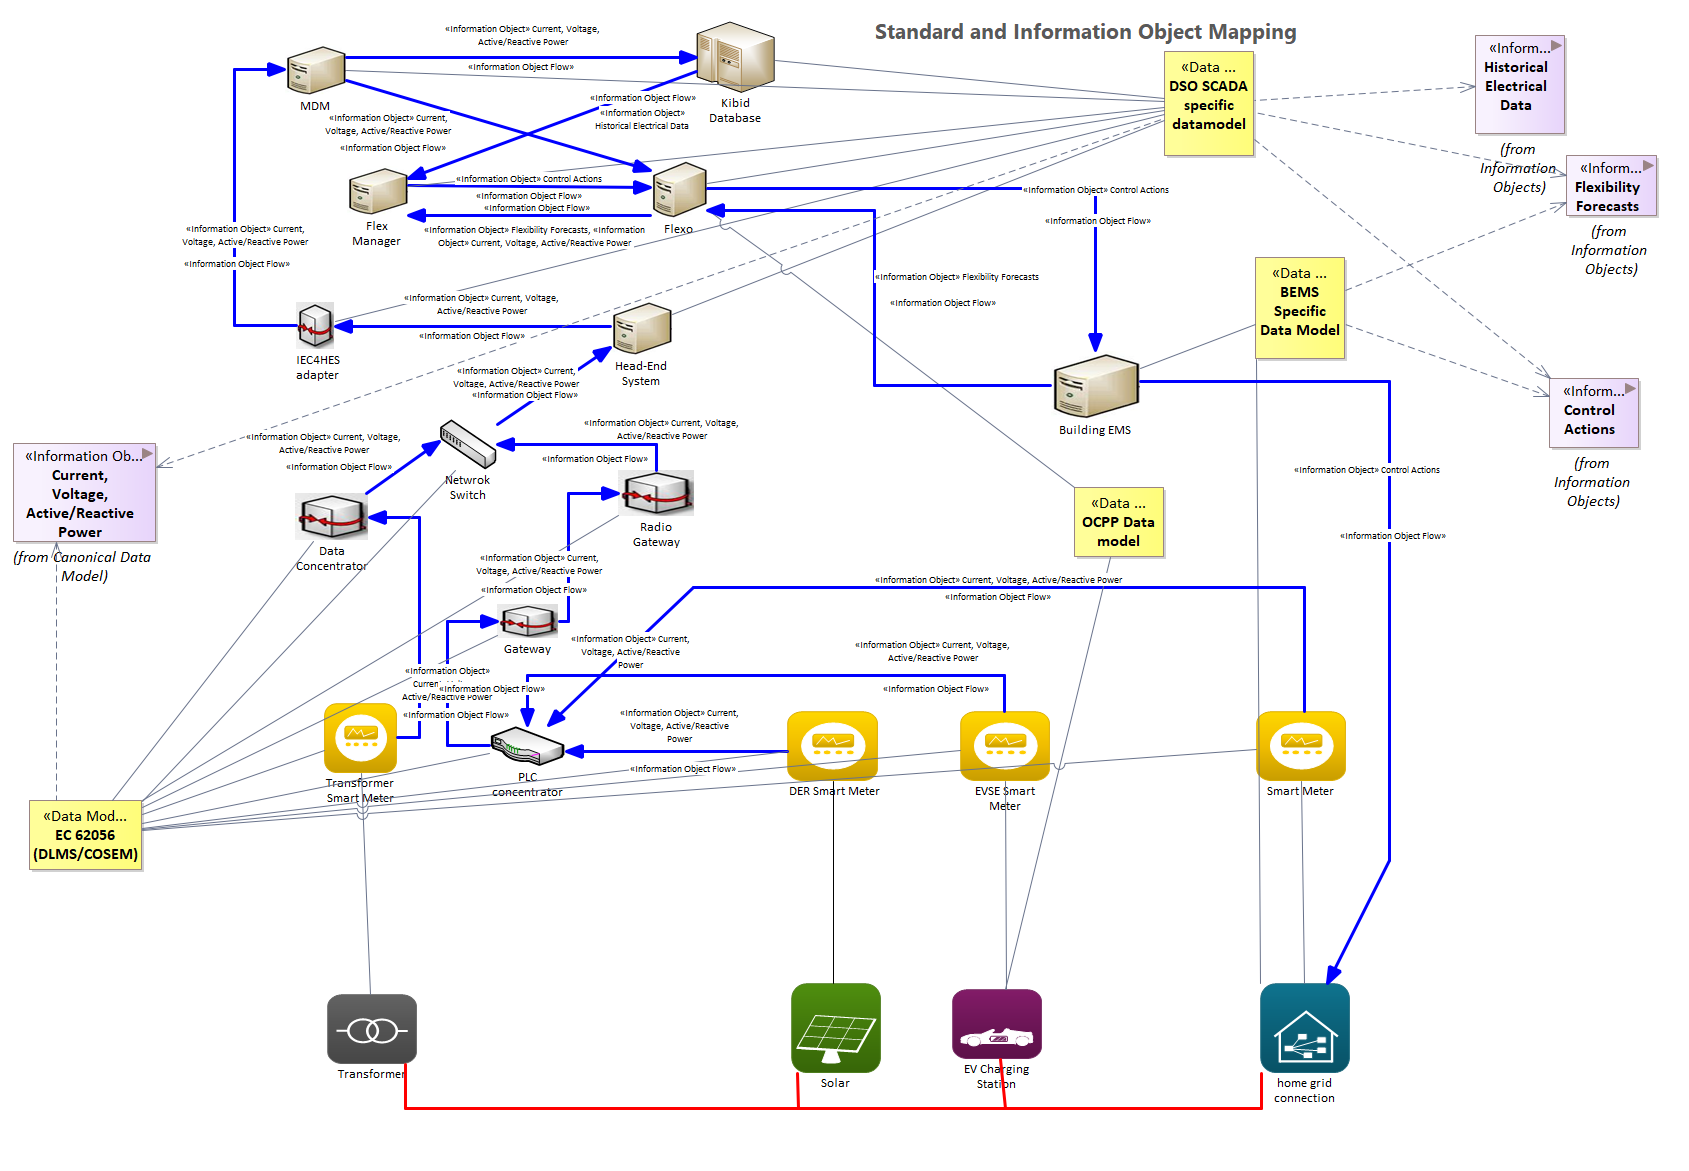 Standard and Information Object Mapping
«Information Object» Current, Voltage,
Active/Reactive Power
«Information Object Flow»
MDM
Kibid
Database
«Information Object Flow»
«Information Object»
Historical Electrical Data
«Information Object» Current,
Voltage, Active/Reactive Power
«Information Object Flow»
«Data ...
DSO SCADA
specific
datamodel
«Inform...
Historical
Electrical
Data
(from
Information
Objects)
«Inform...
Flexibility
Forecasts
(from
Information
Objects)
«Information Object» Control Actions
«Information Object Flow»
«Information Object Flow»
Flex
Manager
Flexo
«Information Object» Flexibility Forecasts, «Information
Object» Current, Voltage, Active/Reactive Power
«Information Object» Control Actions
«Information Object Flow»
«Information Object» Current,
Voltage, Active/Reactive Power
«Information Object Flow»
«Information Object» Flexibility Forecasts
«Information Object Flow»
«Data ...
BEMS
Specific
Data Model
«Information Object» Current, Voltage,
Active/Reactive Power
«Information Object Flow»
IEC4HES
adapter
Head-End
System
«Information Object» Current,
Voltage, Active/Reactive Power
«Information Object Flow»
Building EMS
«Inform...
Control
Actions
(from
Information
Objects)
«Information Object» Current, Voltage,
Active/Reactive Power
«Information Object Flow»
«Information Object» Current, Voltage,
Active/Reactive Power
«Information Object Flow»
Netwrok
Switch
Radio
Gateway
«Information Object» Control Actions
«Information Object Flow»
«Information Ob...
Current,
Voltage,
Active/Reactive
Power
(from Canonical Data
Model)
Data
Concentrator
«Data ...
OCPP Data
model
«Information Object» Current,
Voltage, Active/Reactive Power
«Information Object Flow»
«Information Object» Current, Voltage, Active/Reactive Power
«Information Object Flow»
Gateway
«Information Object» Current,
Voltage, Active/Reactive
Power
«Information Object» Current, Voltage,
Active/Reactive Power
«Information Object Flow»
«Information Object»
Active/Reactive Power
«Information Object Flow»
«Information Object Flow»
«Information Object» Current,
Voltage, Active/Reactive
Power
«Information Object Flow»
Transformer
Smart Meter
PLC
concentrator
DER Smart Meter
EVSE Smart
Meter
Smart Meter
«Data Mod...
EC 62056
(DLMS/COSEM)
Transformer
Solar
EV Charging
Station
home grid
connection